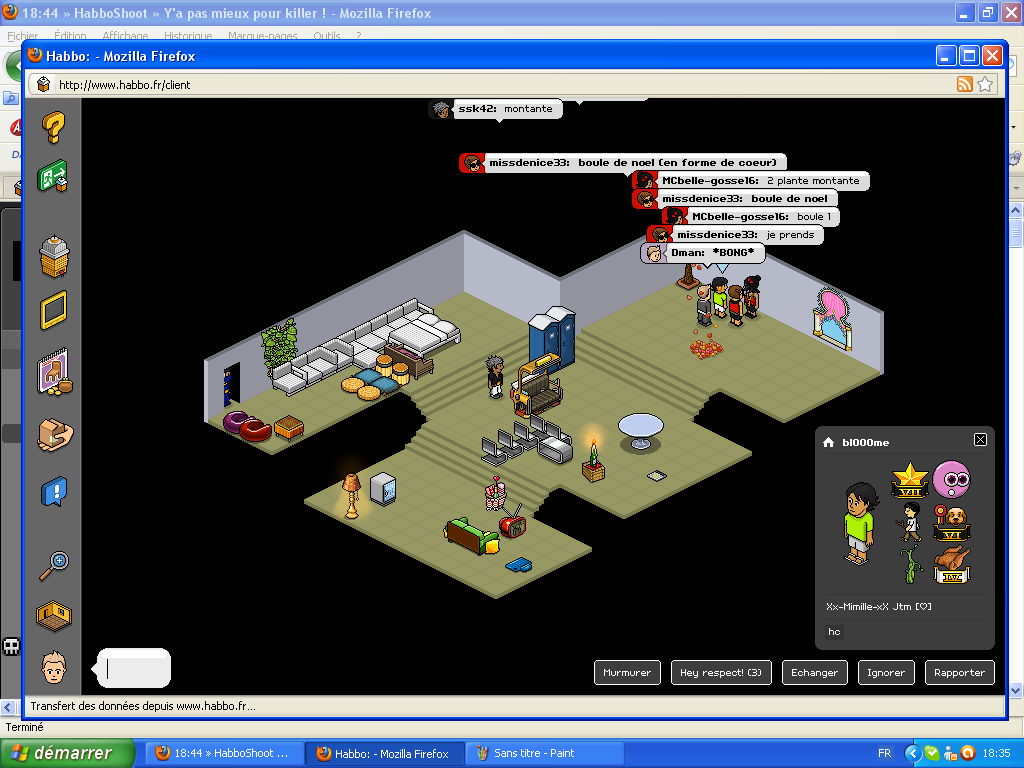 18:44 » HabboShoot » Y'a pas mieux pour killer ! - Mozilla Firefox
Fichier Édition Affichage Historique Marque-pages Outils ?
Habbo: - Mozilla Firefox
http://www.habbo.fr/client
ssk42: montante
missdenice33: boule de noel (en forme de coeur)
MCbelle-gosse16: 2 plante montante
missdenice33: boule de noel
MCbelle-gosse16: boule 1
missdenice33: je prends
Dman: *BONG*
bl000me
Xx-Mimille-xX Jtm [♡]
hc
Murmurer
Hey respect! (3)
Echanger
Ignorer
Rapporter
Transfert des données depuis www.habbo.fr...
Terminé
démarrer
18:44 » HabboShoot ...
Habbo: - Mozilla Firefox
Sans titre - Paint
FR
18:35